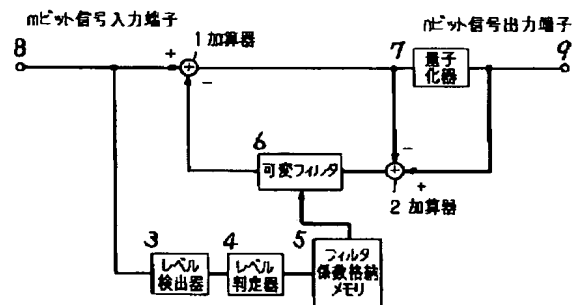 mビット信号入力端子
nビット信号出力端子
8
1 加算器
7
9
+
−
量子
化器
6
−
可変フィルタ
+
2 加算器
3
4
5
レベル
検出器
レベル
判定器
フィルタ
係数格納
メモリ